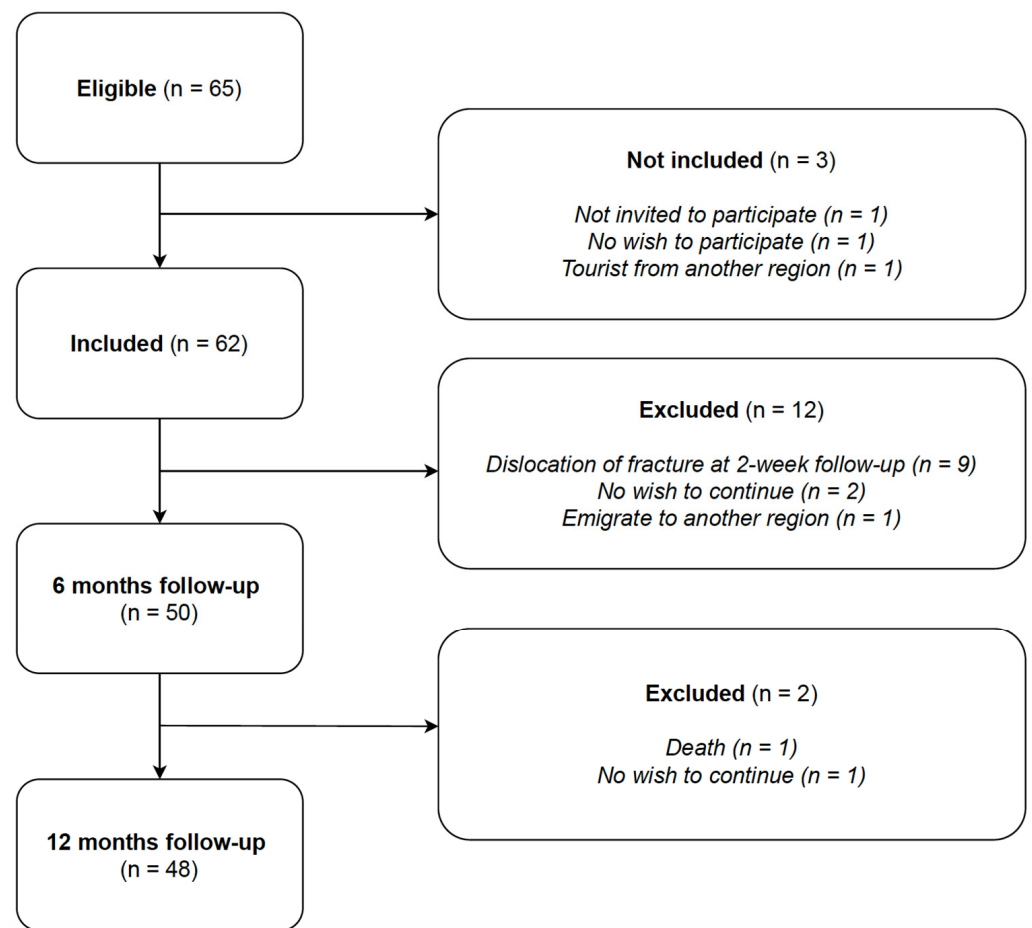 Eligible (n = 65)
Not included (n = 3)
Not invited to participate (n = 1)
No wish to participate (n = 1)
Tourist from another region (n = 1)
Included (n = 62)
Excluded (n = 12)
Dislocation of fracture at 2-week follow-up (n = 9)
No wish to continue (n = 2)
Emigrate to another region (n = 1)
6 months follow-up
(n = 50)
Excluded (n = 2)
Death (n = 1)
No wish to continue (n = 1)
12 months follow-up
(n = 48)